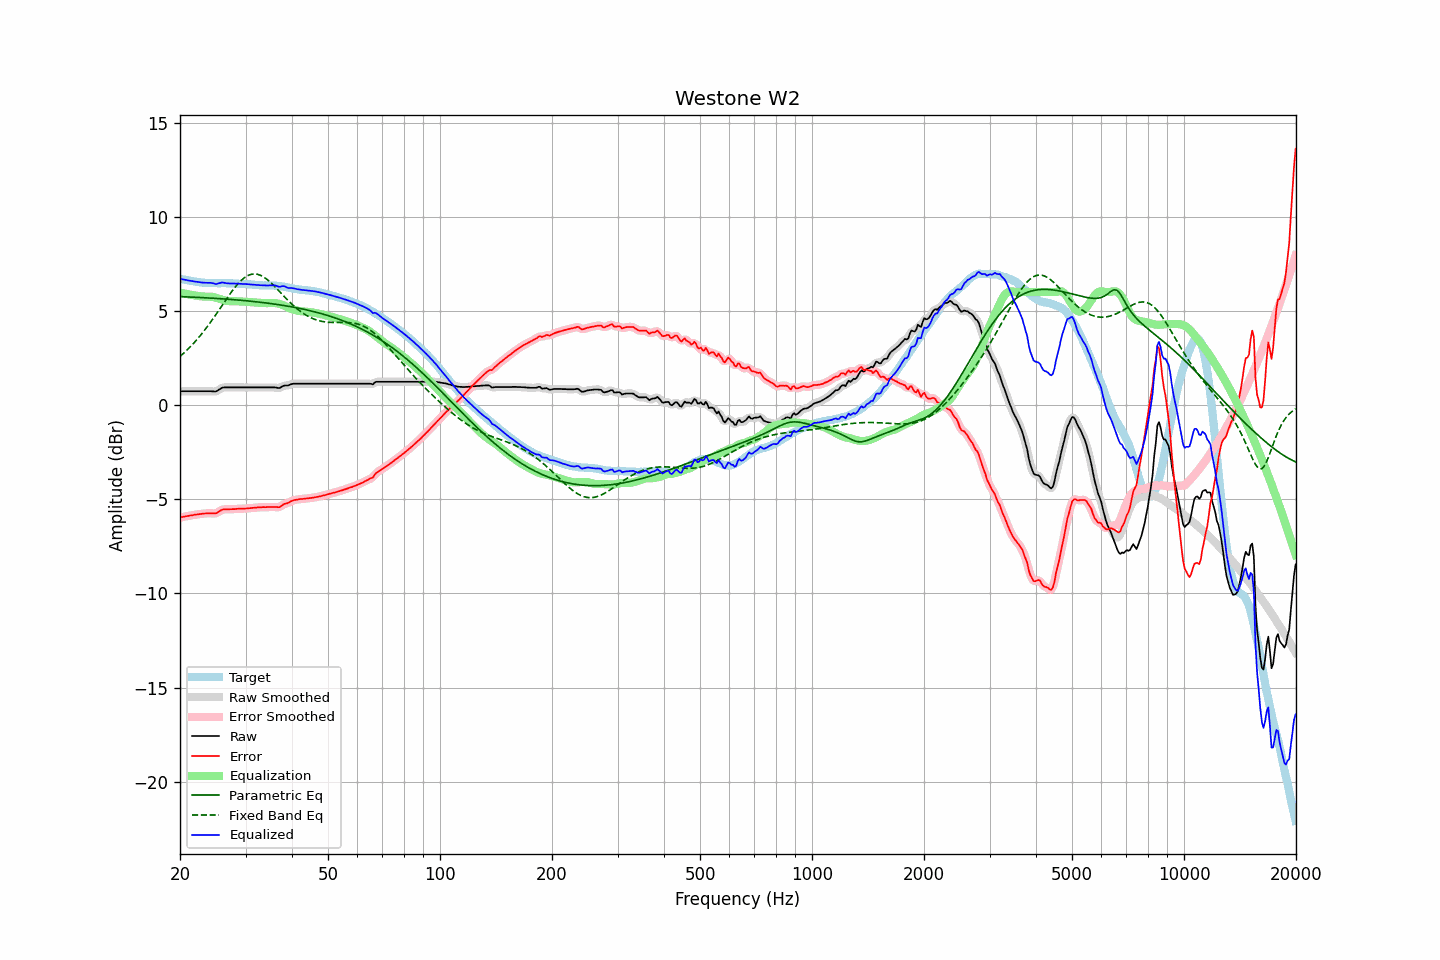 Westone W2
15
10
5
0
−5
−10
−15
−20
Amplitude (dBr)
Target
Raw Smoothed
Error Smoothed
Raw
Error
Equalization
Parametric Eq
Fixed Band Eq
Equalized
20 50 100 200 500 1000 2000 5000 10000 20000
Frequency (Hz)